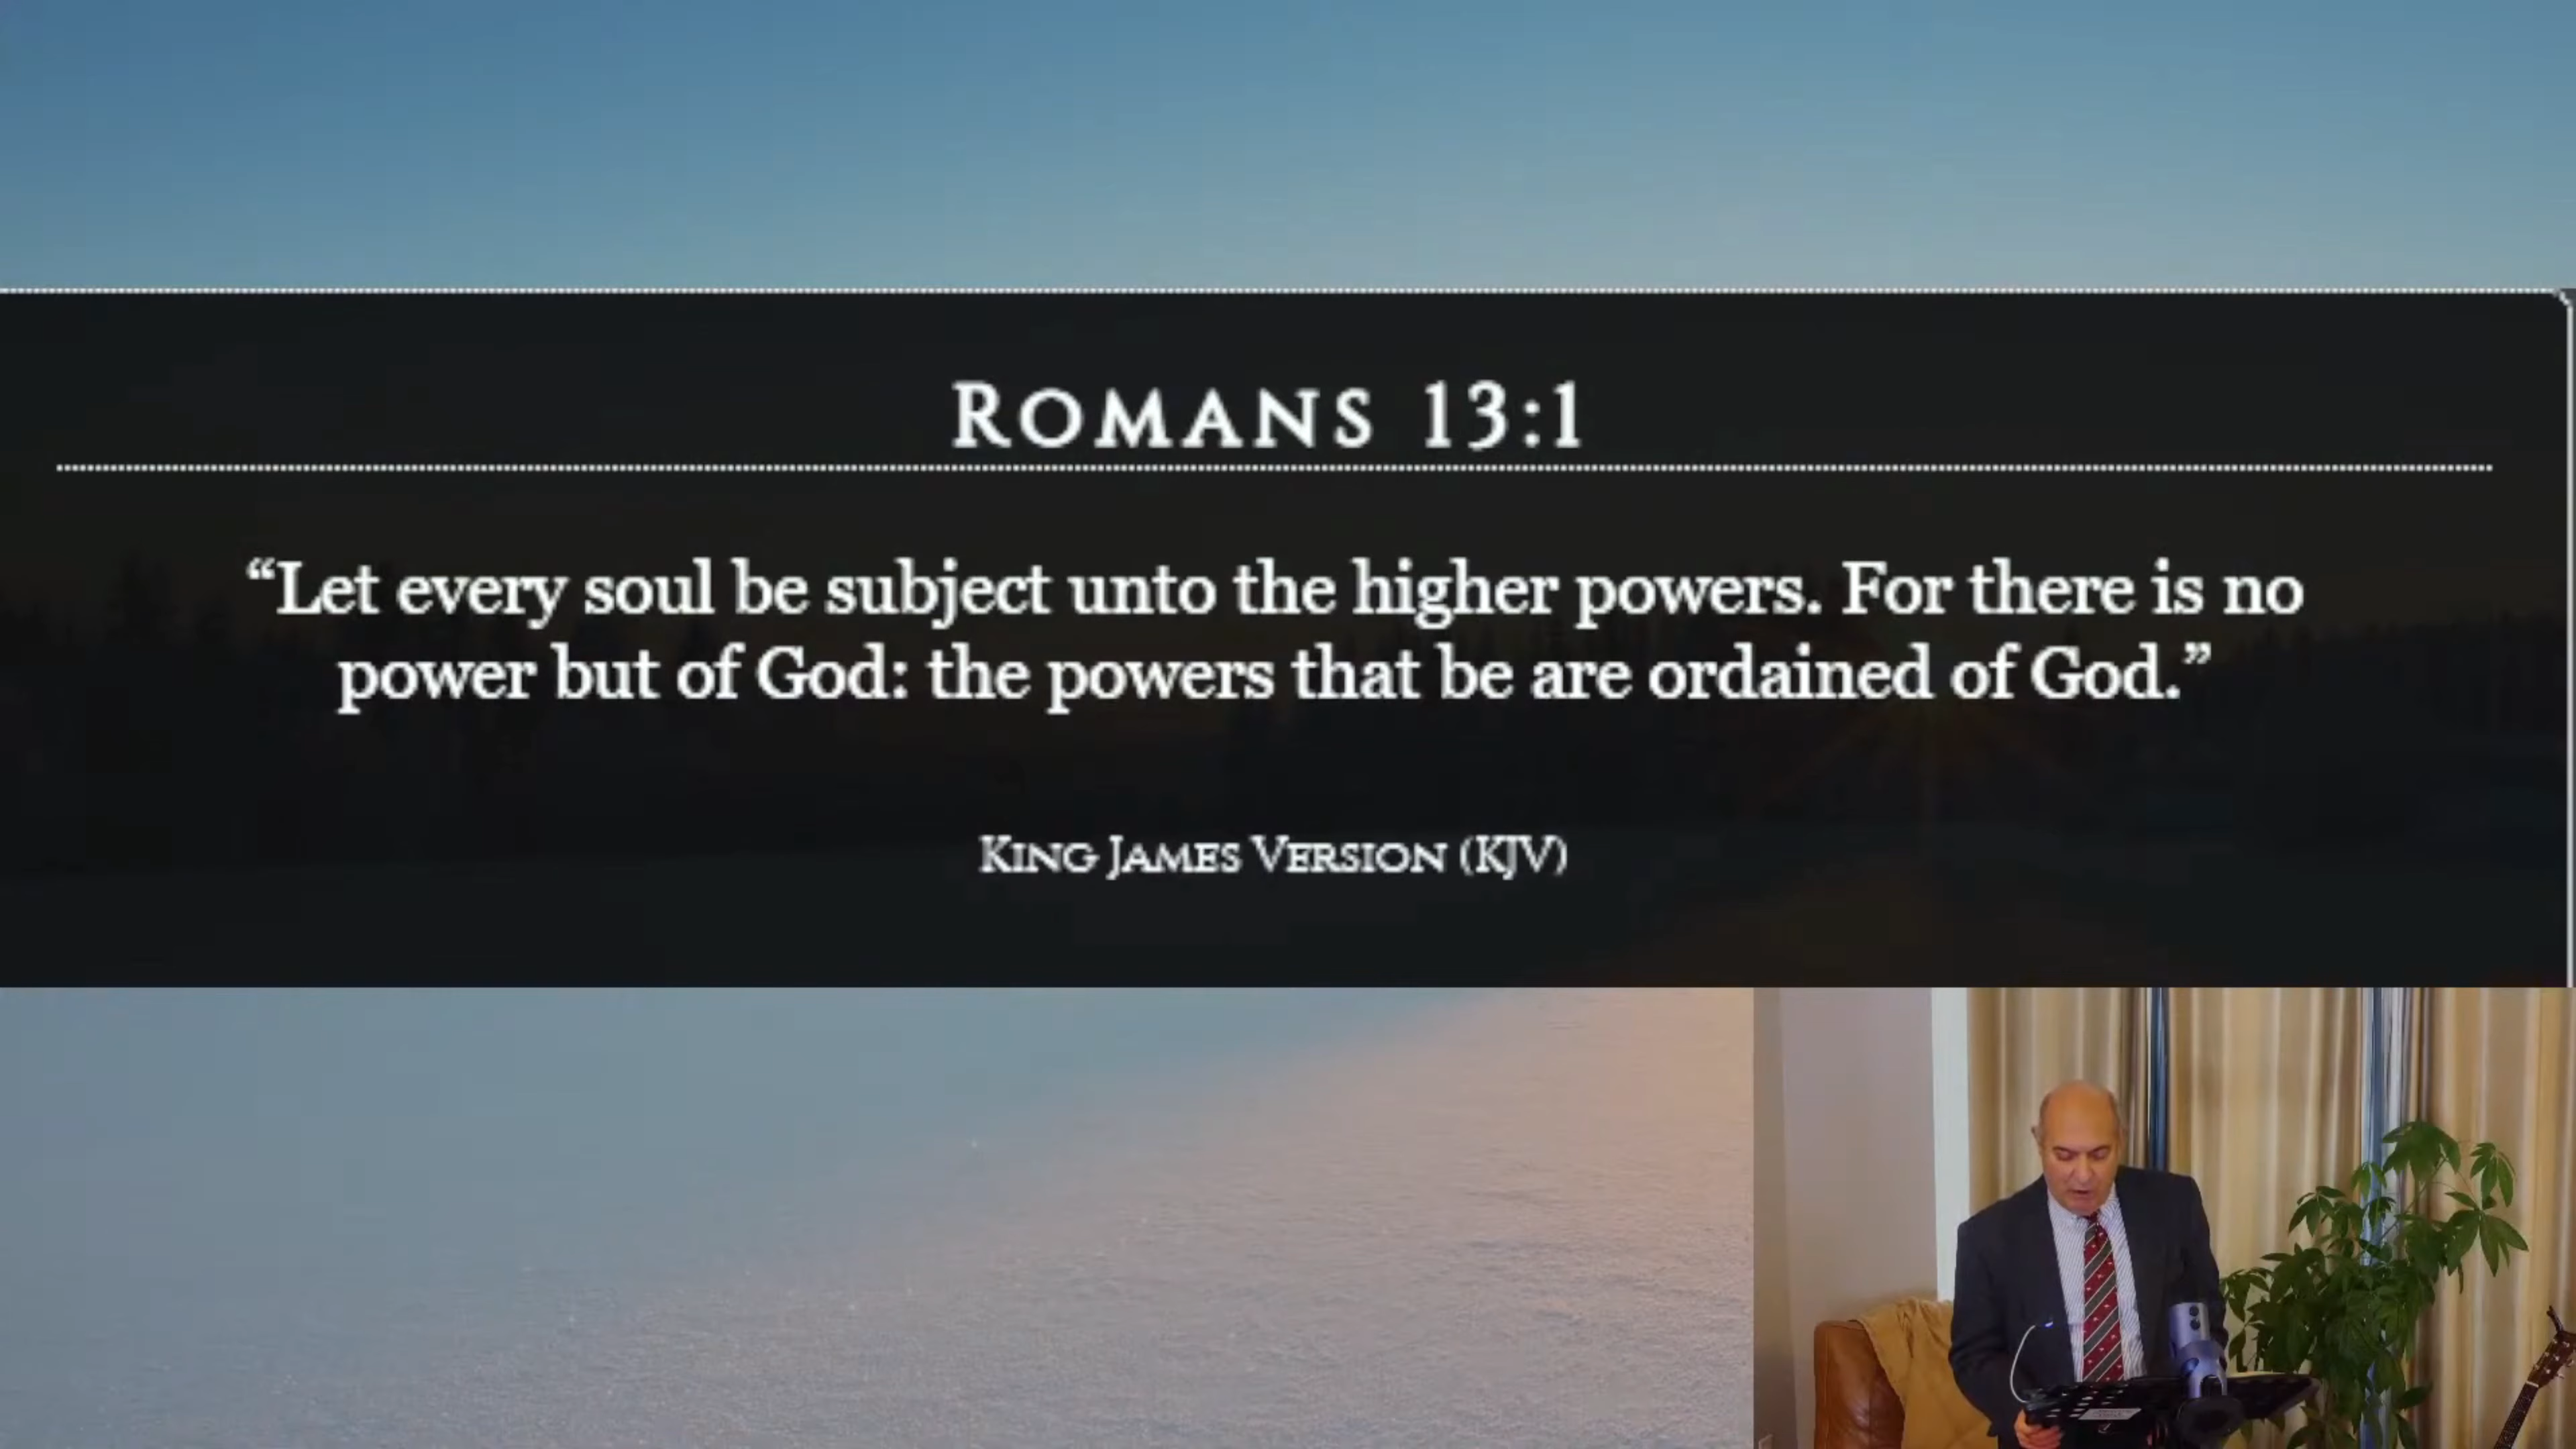 ROMANS 13:1
“Let every soul be subject unto the higher powers. For there is no
power but of God: the powers that be are ordained of God.”
KING JAMES VERSION (KJV)